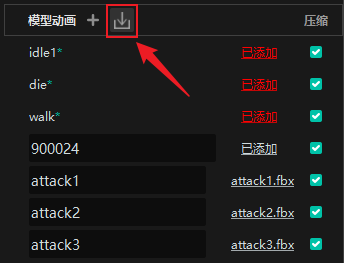 模型动画 压缩
idle1* 已添加
die* 已添加
walk* 已添加
900024 已添加
attack1 attack1.fbx
attack2 attack2.fbx
attack3 attack3.fbx